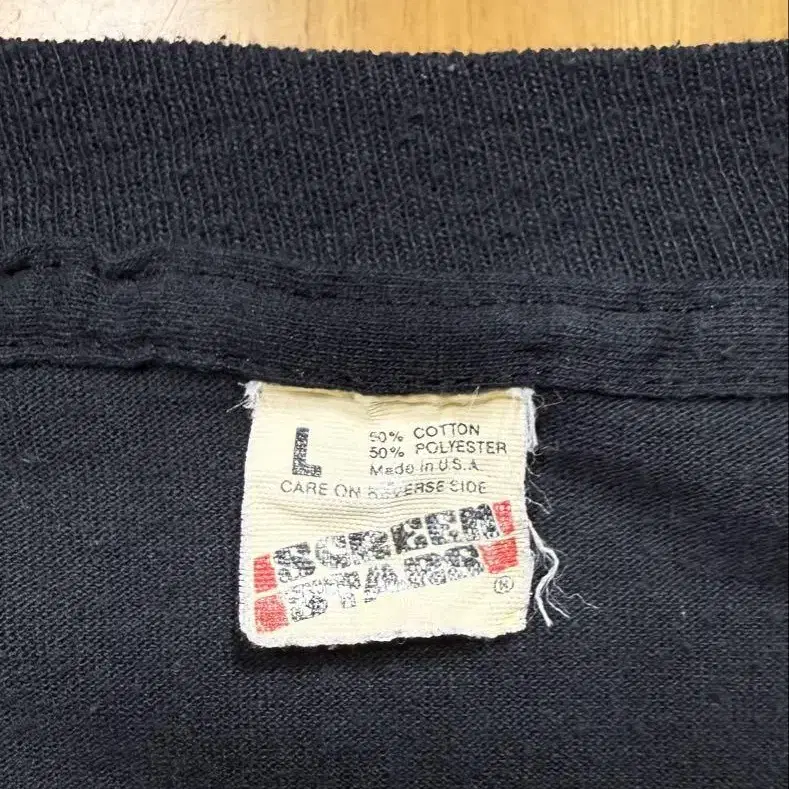 L
50% COTTON
50% POLYESTER
Made in U.S.A
CARE ON REVERSE SIDE
SCREEN
STARS
®